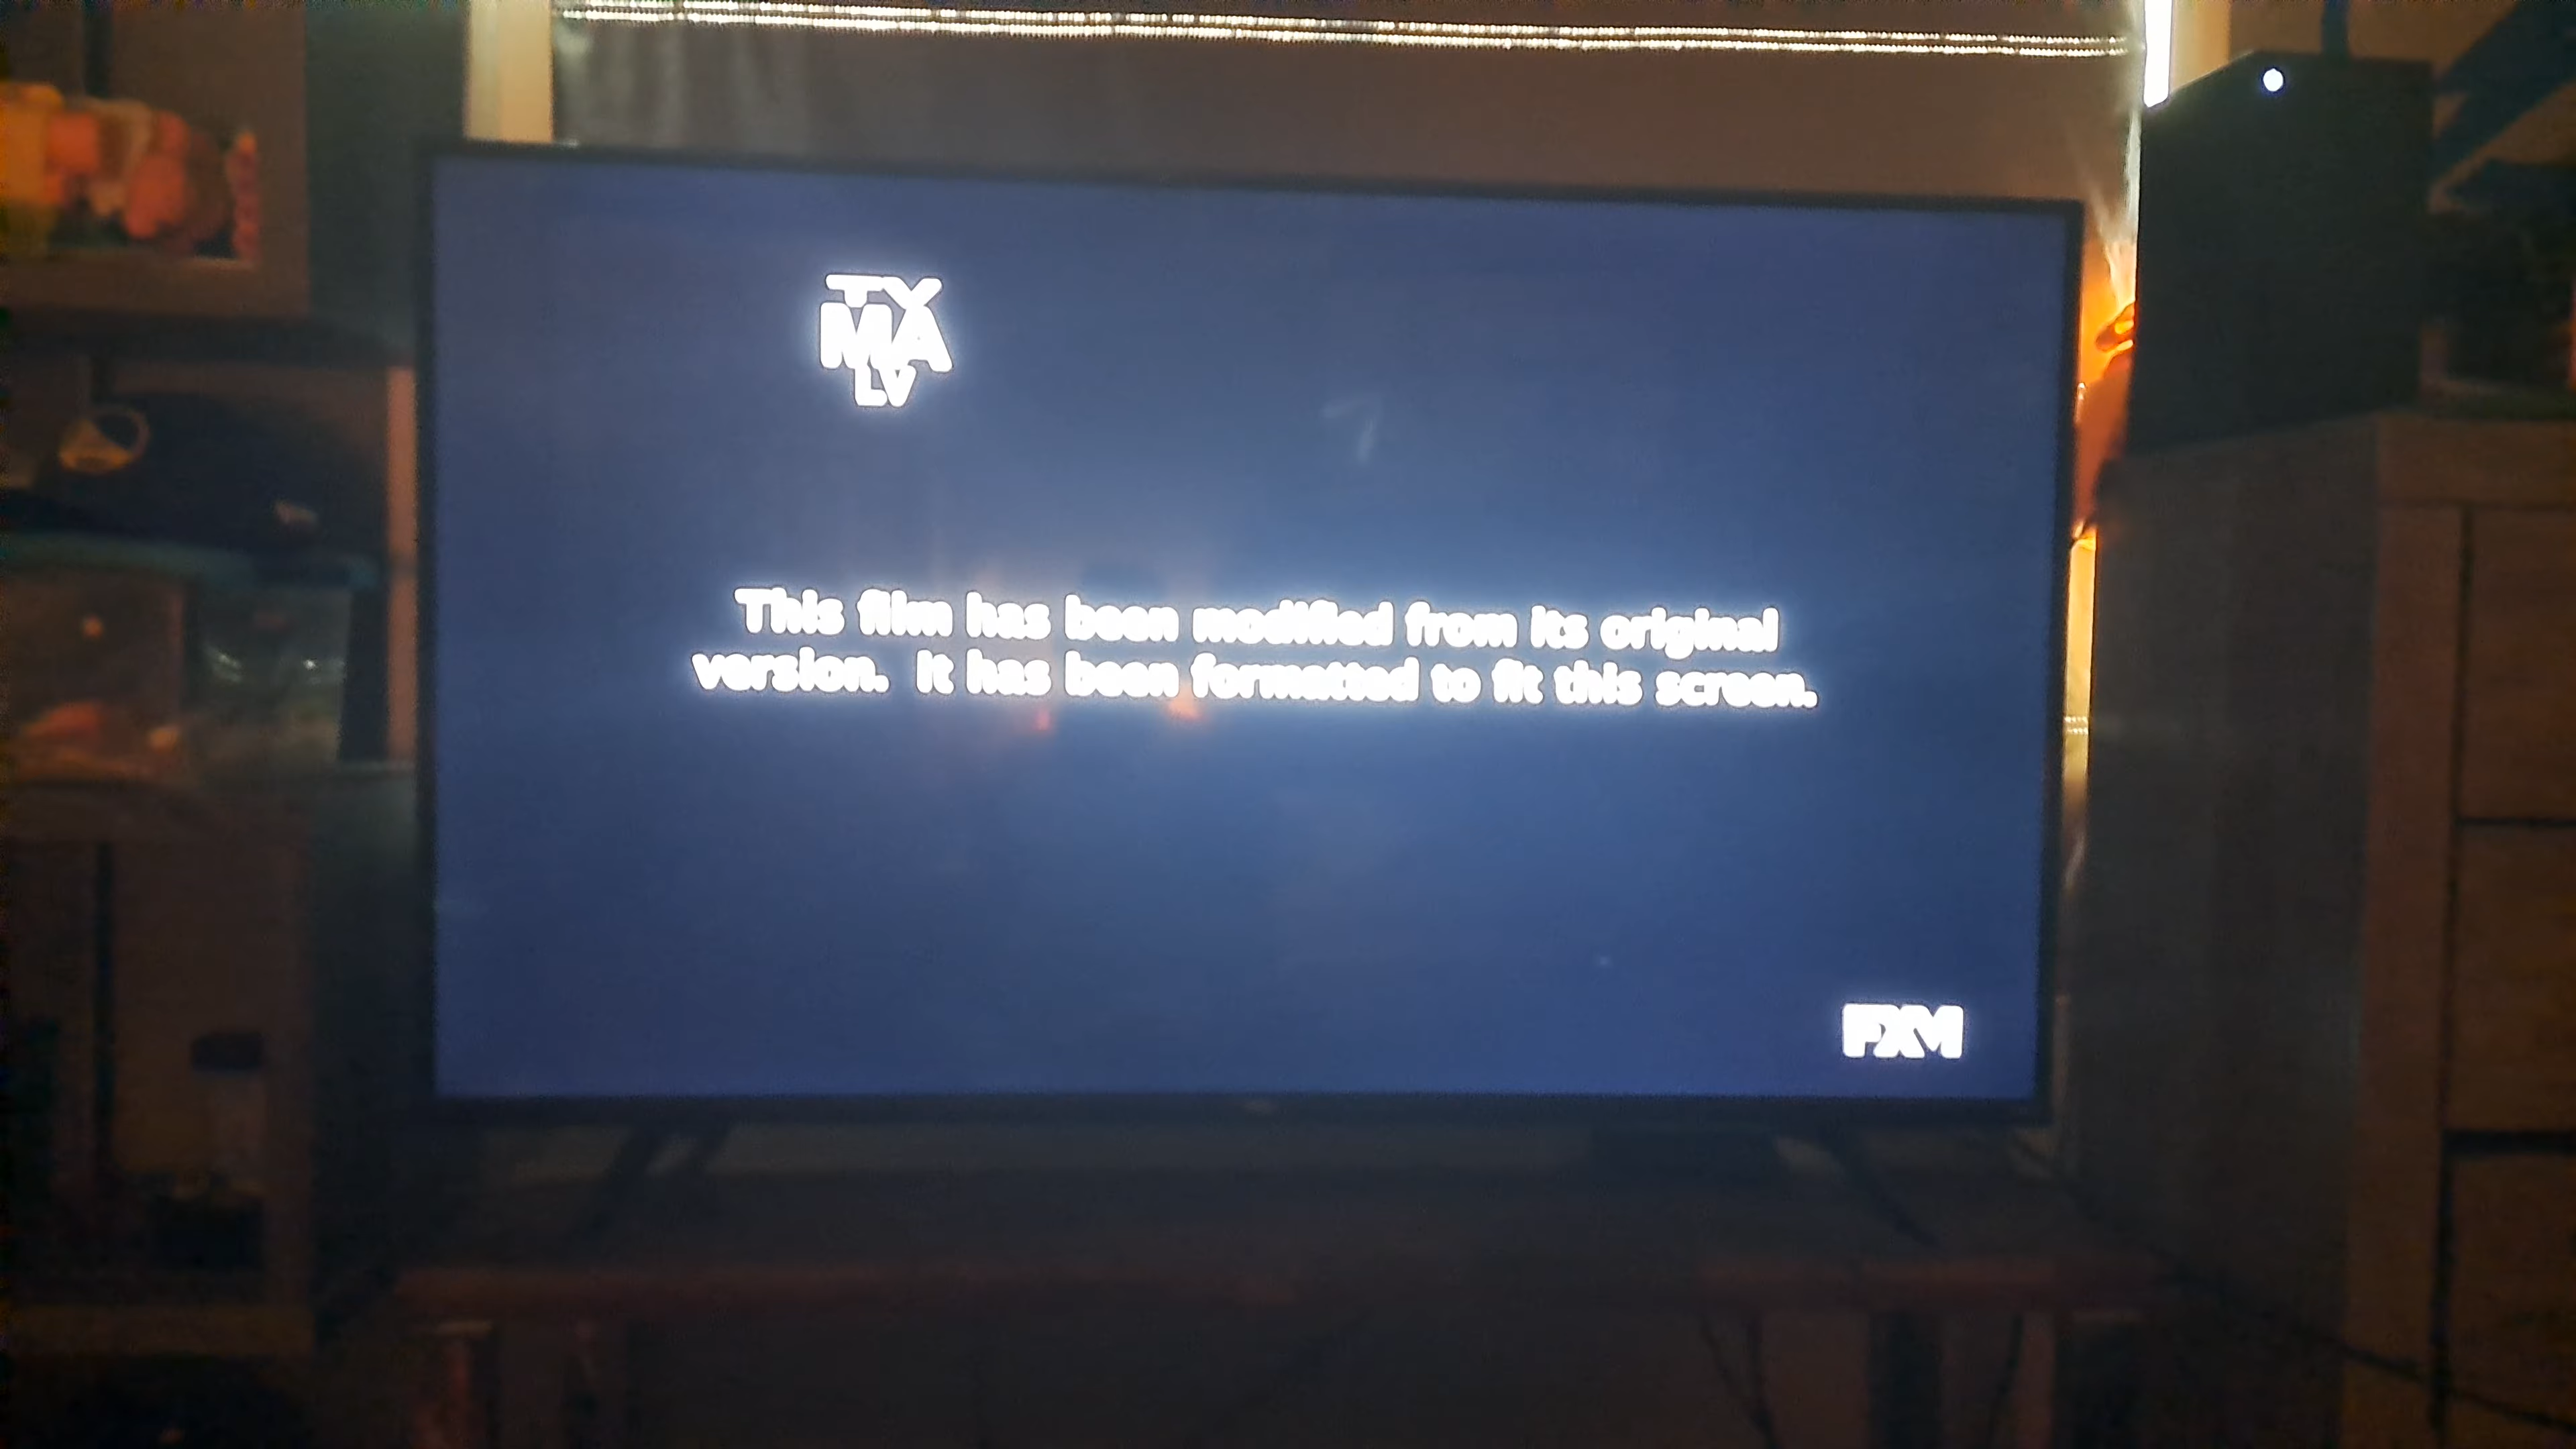 TV
MA
LV
This film has been modified from its original
version. It has been formatted to fit this screen.
FXM